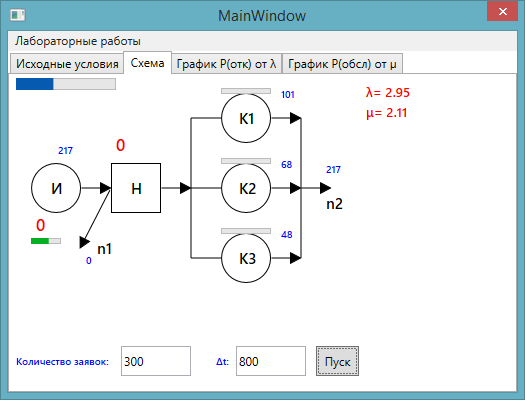 MainWindow
Лабораторные работы
Исходные условия
Схема
График P(отк) от λ
График P(обсл) от μ
101
λ= 2.95
μ= 2.11
К1
217
0
68
217
И
Н
К2
n2
0
n1
0
48
К3
Количество заявок:
300
Δt:
800
Пуск